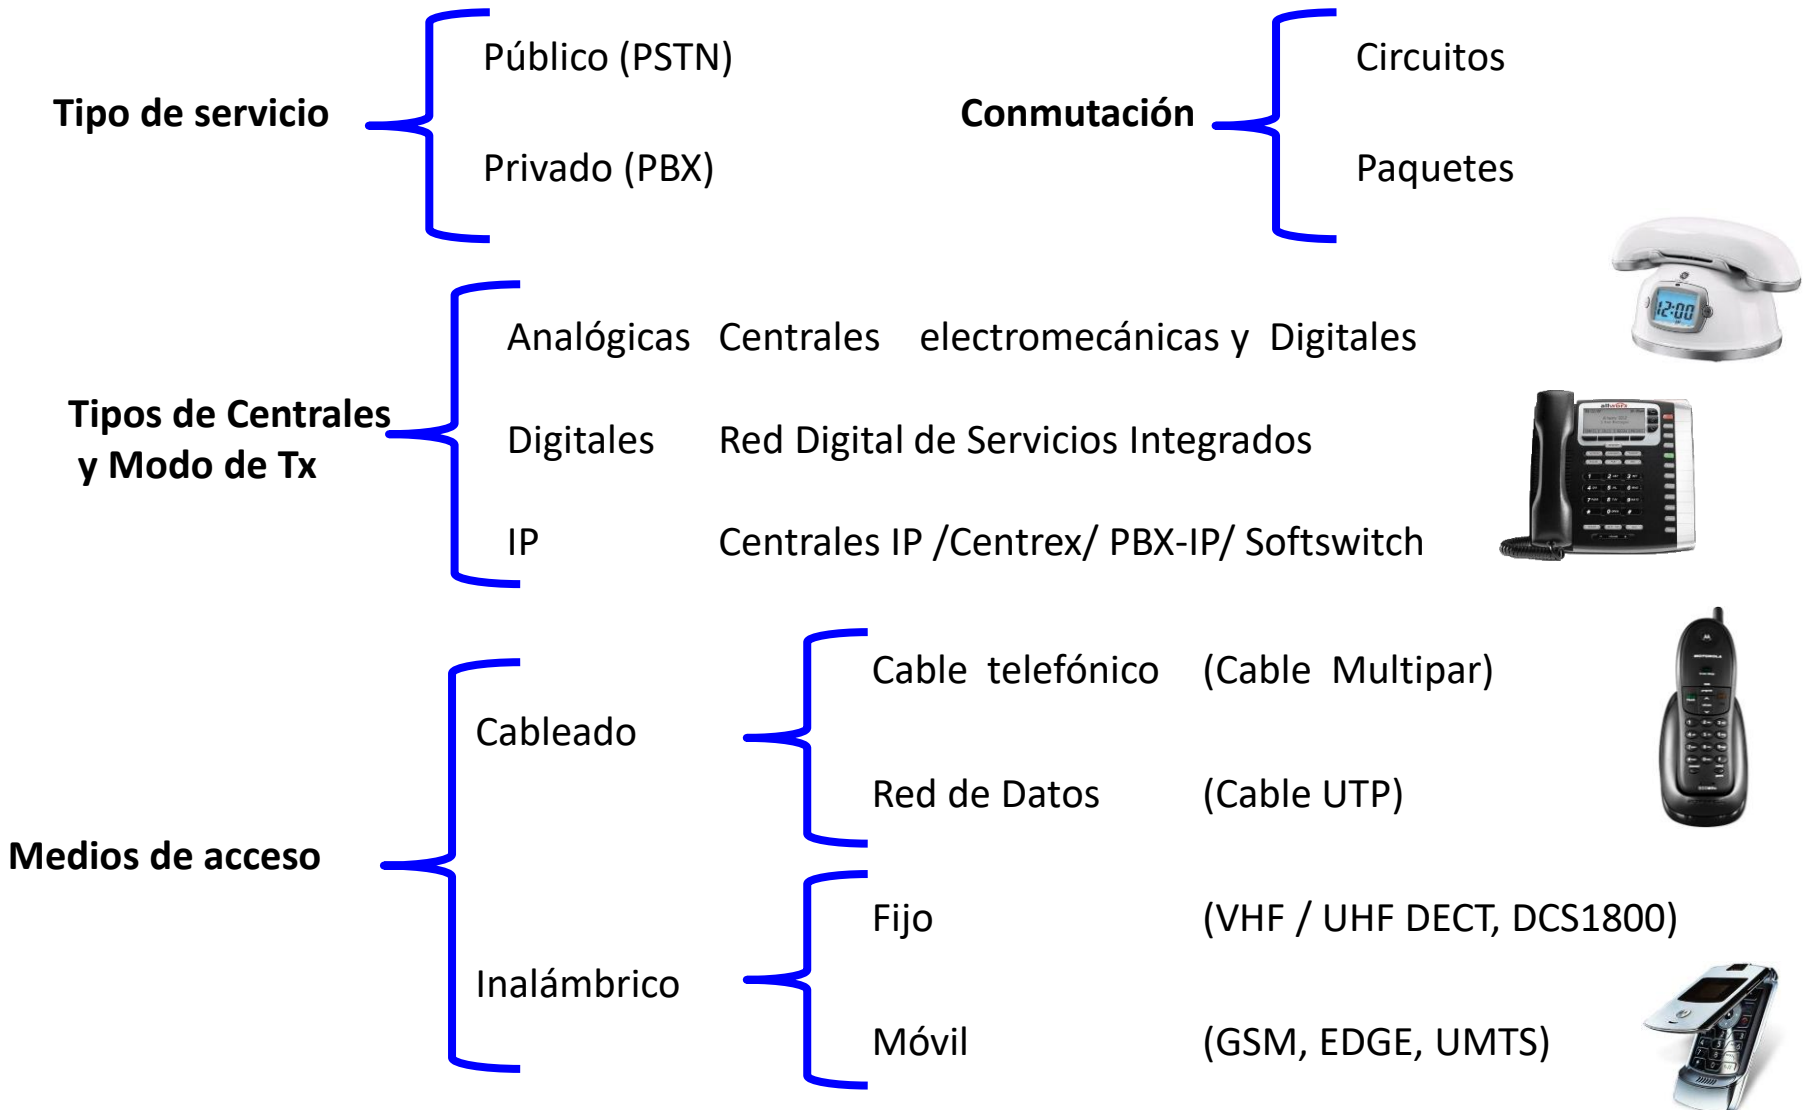 Tipo de servicio
Público (PSTN)
Privado (PBX)
Conmutación
Circuitos
Paquetes
Tipos de Centrales
y Modo de Tx
Analógicas Centrales electromecánicas y Digitales
Digitales Red Digital de Servicios Integrados
IP Centrales IP /Centrex/ PBX-IP/ Softswitch
Medios de acceso
Cableado
Cable telefónico (Cable Multipar)
Red de Datos (Cable UTP)
Inalámbrico
Fijo (VHF / UHF DECT, DCS1800)
Móvil (GSM, EDGE, UMTS)
12:00
MOTOROLA